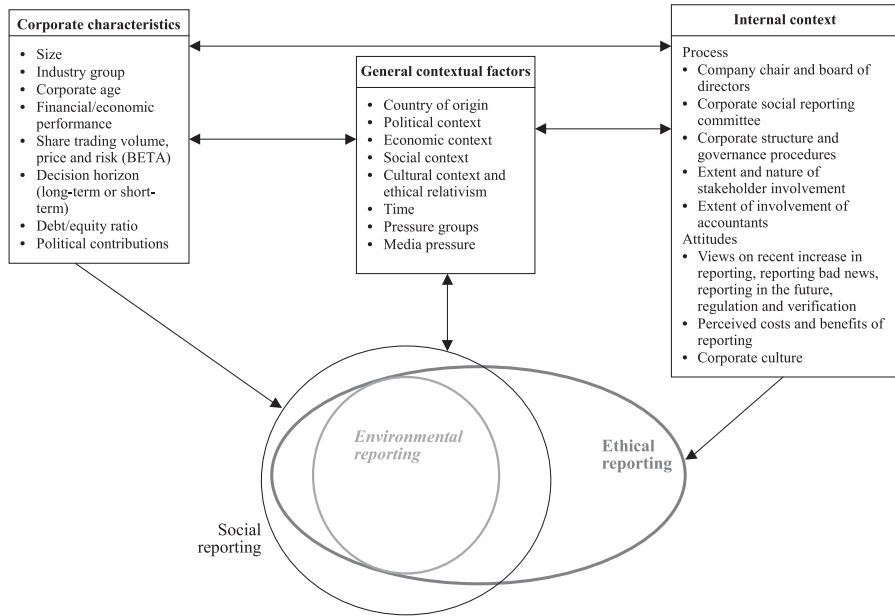 Corporate characteristics
• Size
• Industry group
• Corporate age
• Financial/economic
performance
• Share trading volume,
price and risk (BETA)
• Decision horizon
(long-term or short-
term)
• Debt/equity ratio
• Political contributions
General contextual factors
• Country of origin
• Political context
• Economic context
• Social context
• Cultural context and
ethical relativism
• Time
• Pressure groups
• Media pressure
Internal context
Process
• Company chair and board of
directors
• Corporate social reporting
committee
• Corporate structure and
governance procedures
• Extent and nature of
stakeholder involvement
• Extent of involvement of
accountants
Attitudes
• Views on recent increase in
reporting, reporting bad news,
reporting in the future,
regulation and verification
• Perceived costs and benefits of
reporting
• Corporate culture
Environmental
reporting
Ethical
reporting
Social
reporting